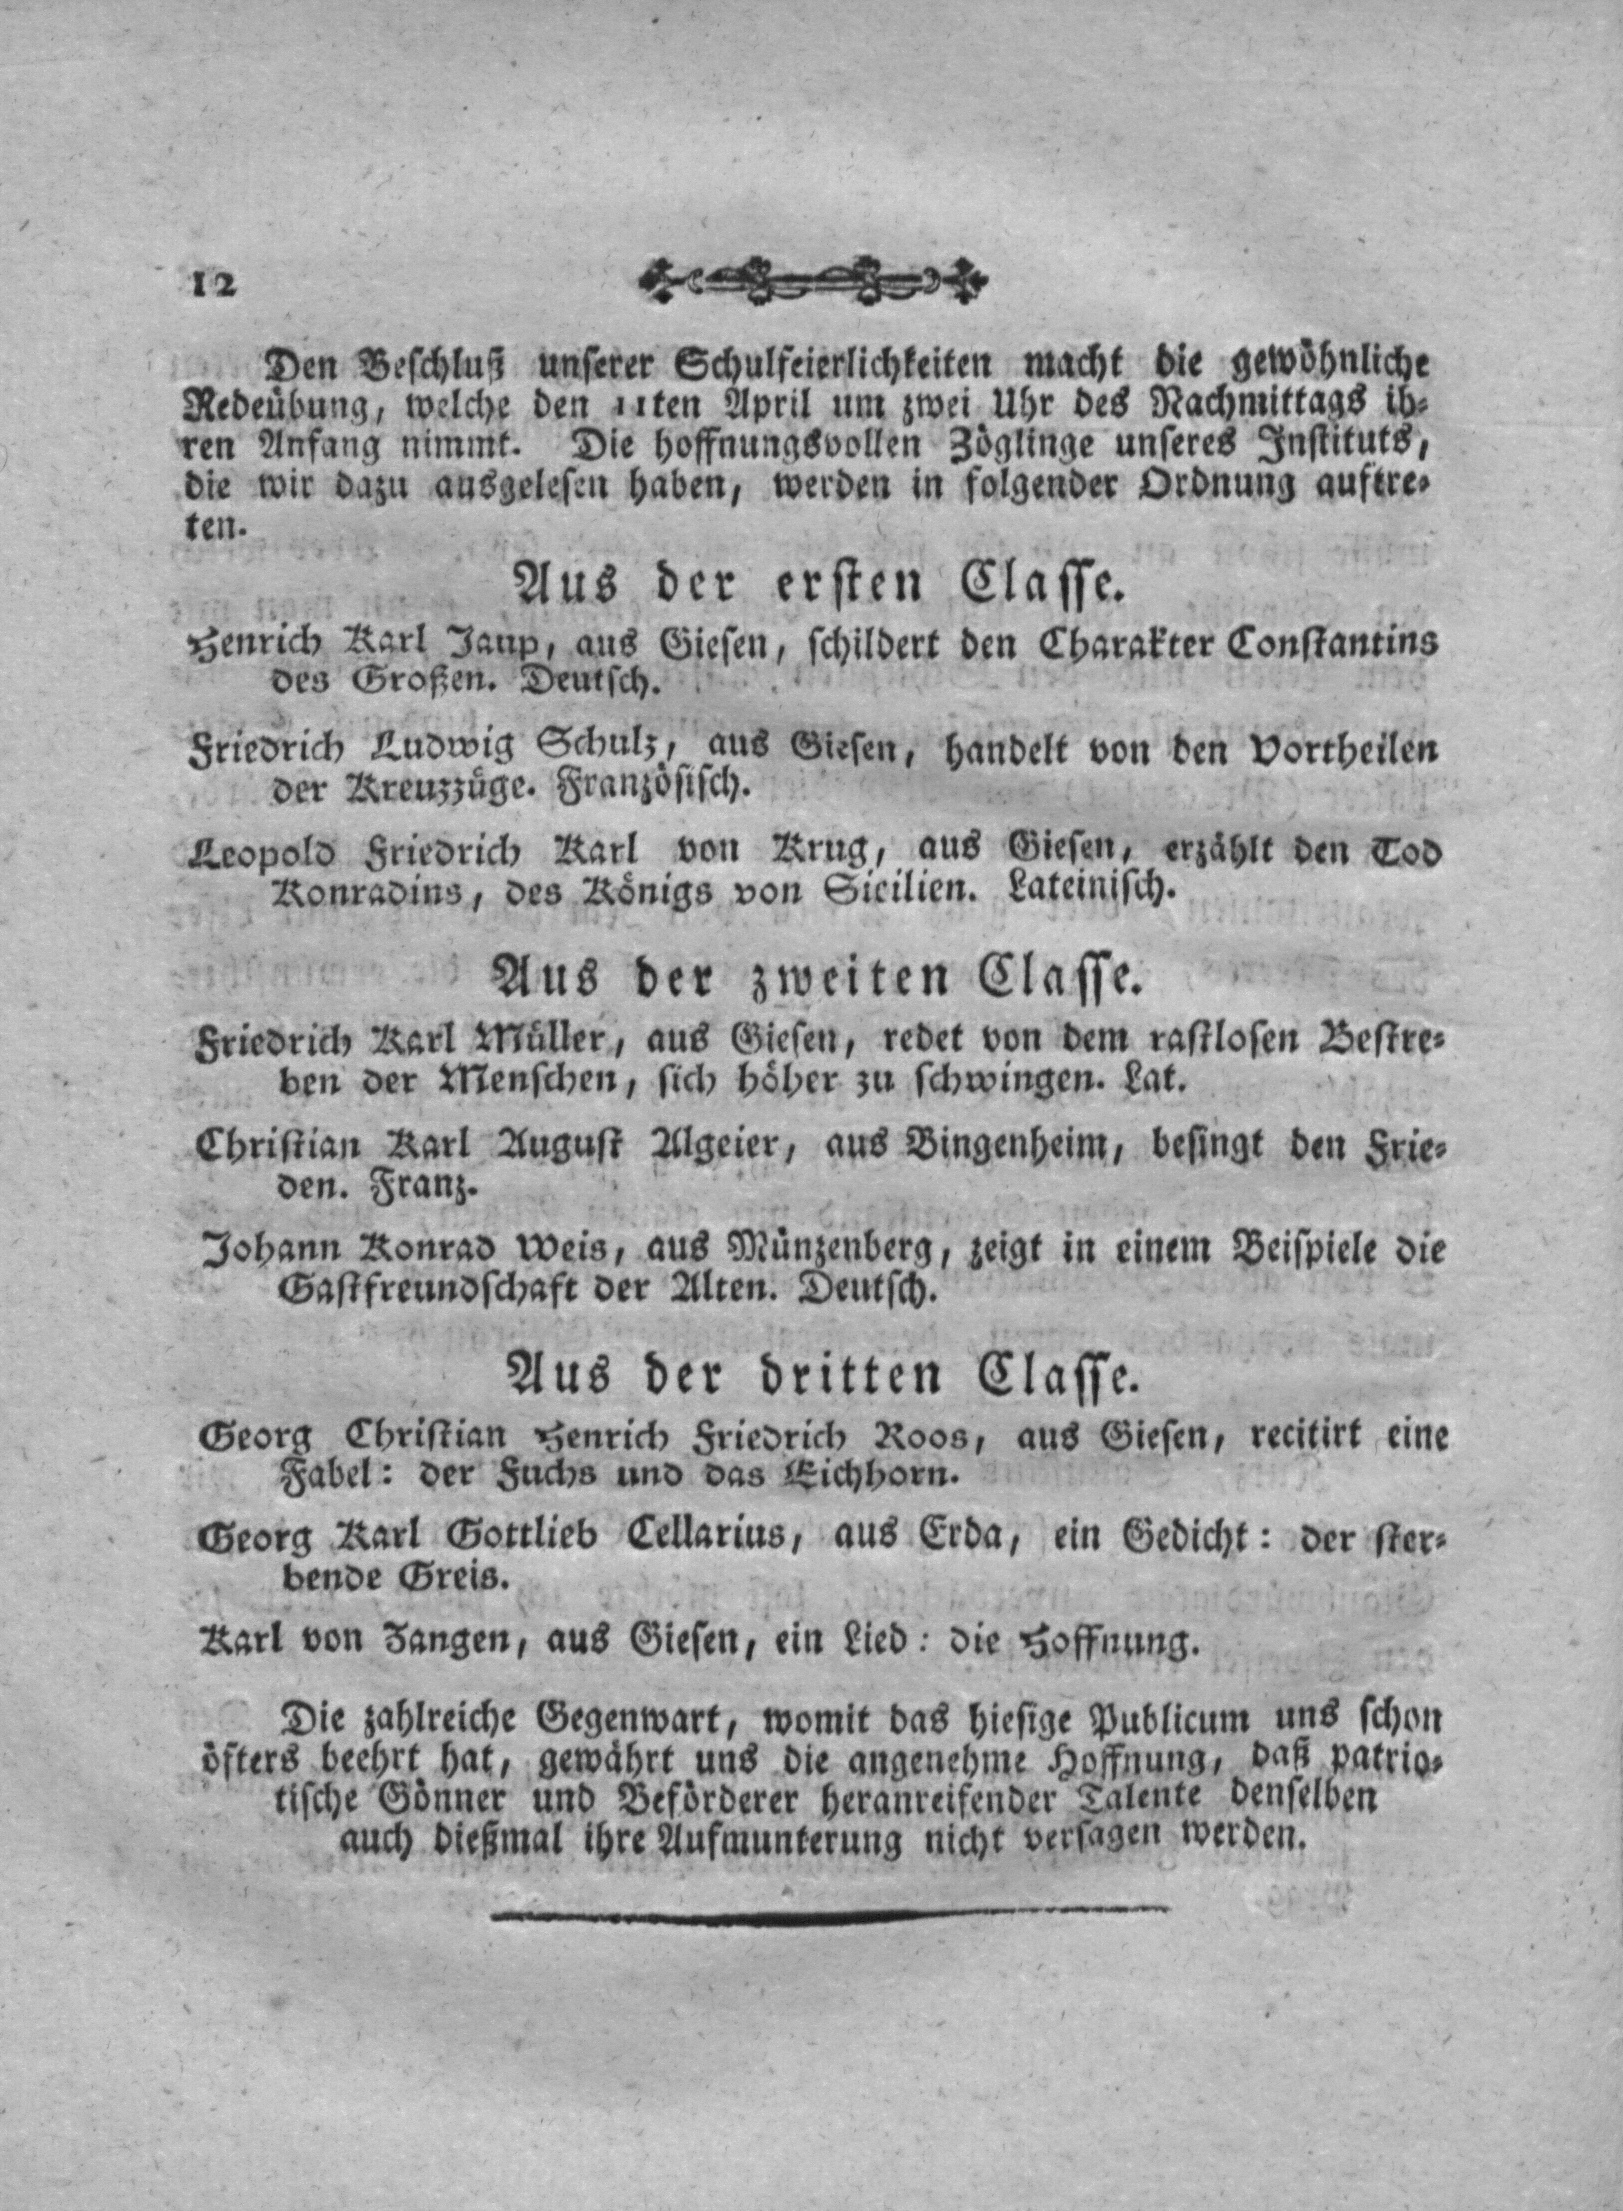 12
Den Beschluß unserer Schulfeierlichkeiten macht die gewöhnliche
Redeübung, welche den 11ten April um zwei Uhr des Nachmittags ih-
ren Anfang nimmt. Die hoffnungsvollen Zöglinge unseres Instituts,
die wir dazu ausgelesen haben, werden in folgender Ordnung auftre-
ten.
Aus der ersten Classe.
Henrich Karl Jaup, aus Giesen, schildert den Charakter Constantins
des Großen. Deutsch.
Friedrich Ludwig Schulz, aus Giesen, handelt von den Vortheilen
der Kreuzzüge. Französisch.
Leopold Friedrich Karl von Krug, aus Giesen, erzählt den Tod
Konradins, des Königs von Sicilien. Lateinisch.
Aus der zweiten Classe.
Friedrich Karl Müller, aus Giesen, redet von dem rastlosen Bestre-
ben der Menschen, sich höher zu schwingen. Lat.
Christian Karl August Algeier, aus Bingenheim, besingt den Frie-
den. Franz.
Johann Konrad Weis, aus Münzenberg, zeigt in einem Beispiele die
Gastfreundschaft der Alten. Deutsch.
Aus der dritten Classe.
Georg Christian Henrich Friedrich Roos, aus Giesen, recitirt eine
Fabel: der Fuchs und das Eichhorn.
Georg Karl Gottlieb Cellarius, aus Erda, ein Gedicht: der ster-
bende Greis.
Karl von Zangen, aus Giesen, ein Lied: die Hoffnung.
Die zahlreiche Gegenwart, womit das hiesige Publicum uns schon
öfters beehrt hat, gewährt uns die angenehme Hoffnung, daß patrio-
tische Gönner und Beförderer heranreifender Talente denselben
auch dießmal ihre Aufmunterung nicht versagen werden.